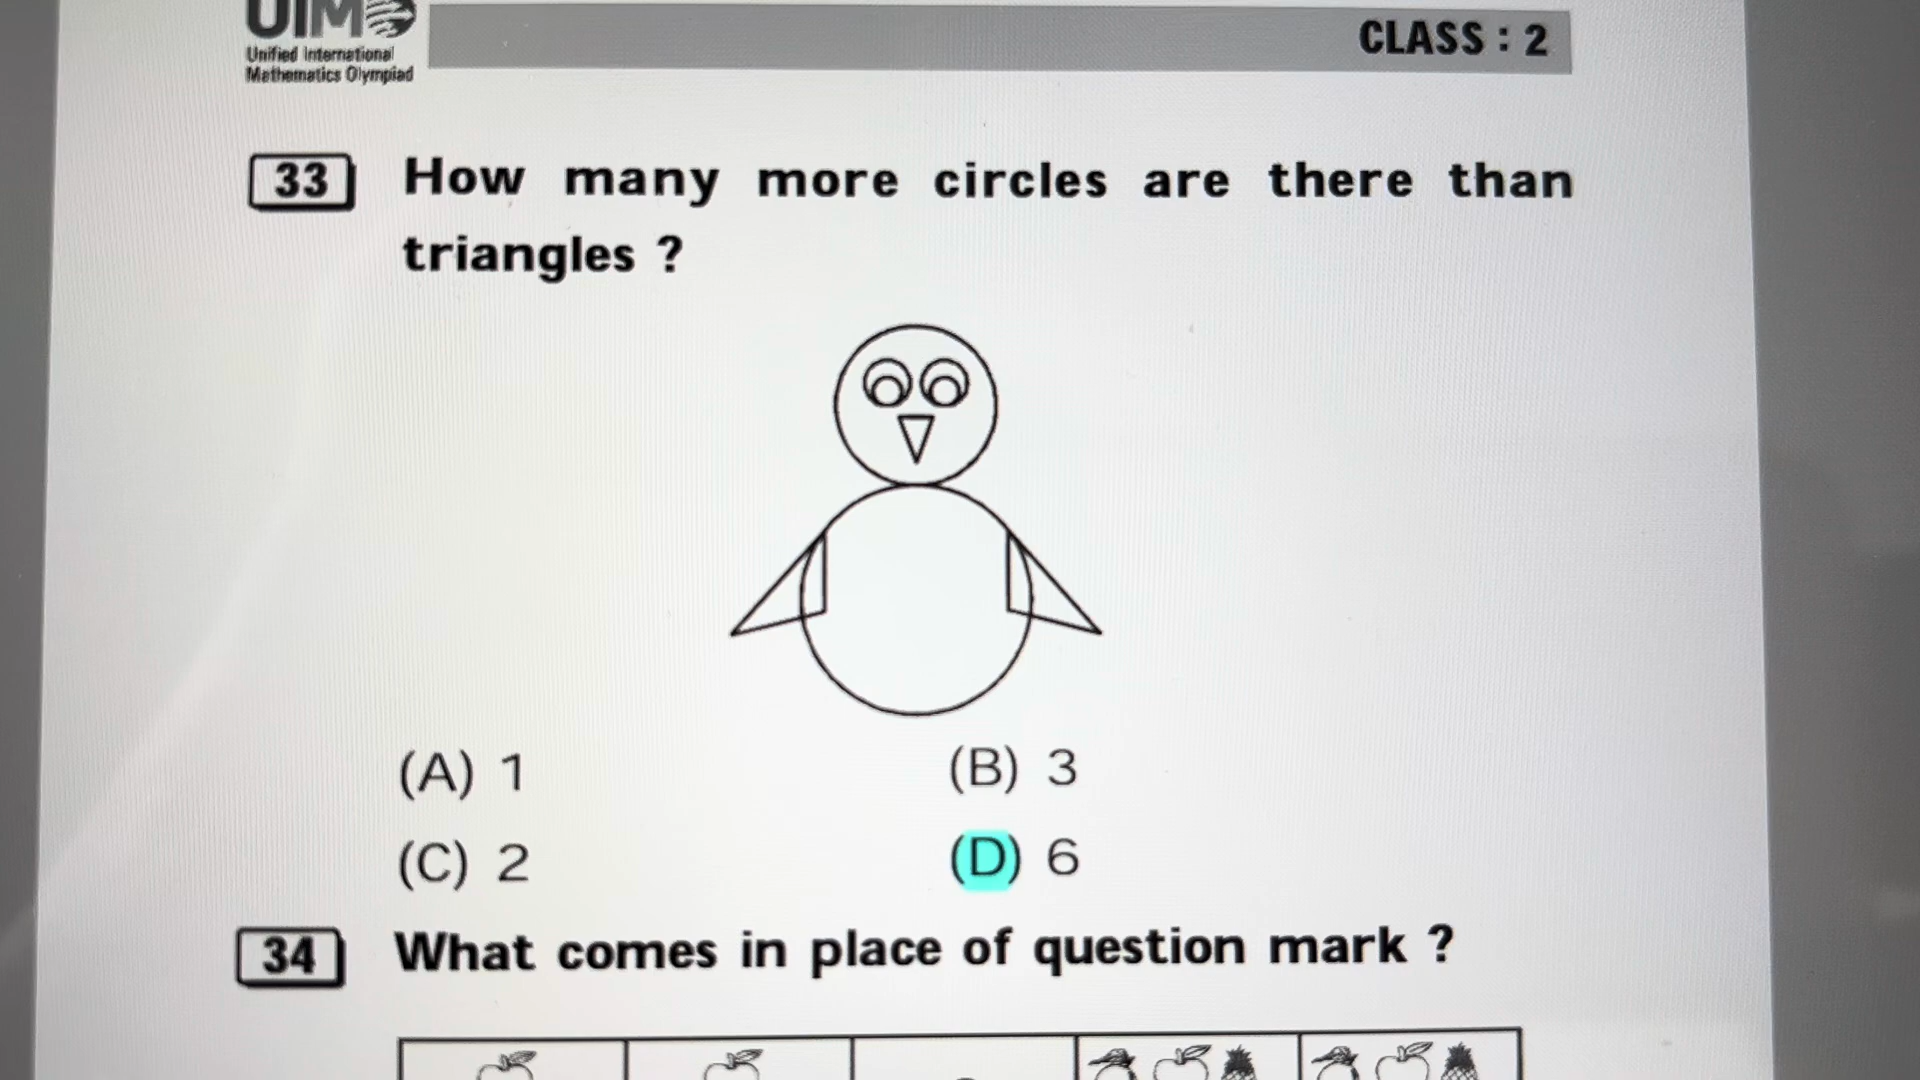 UIMO
Unified International
Mathematics Olympiad
CLASS : 2
33 How many more circles are there than
triangles ?
(A) 1 (B) 3
(C) 2 (D) 6
34 What comes in place of question mark ?